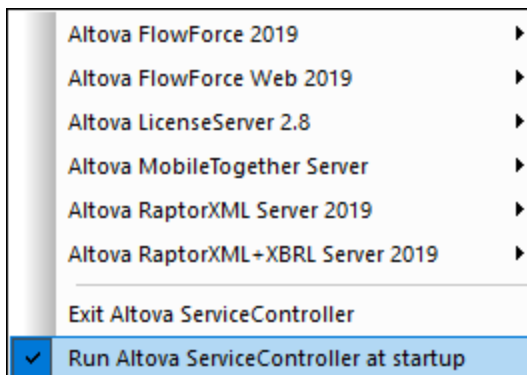 Altova FlowForce 2019
Altova FlowForce Web 2019
Altova LicenseServer 2.8
Altova MobileTogether Server
Altova RaptorXML Server 2019
Altova RaptorXML+XBRL Server 2019
Exit Altova ServiceController
Run Altova ServiceController at startup